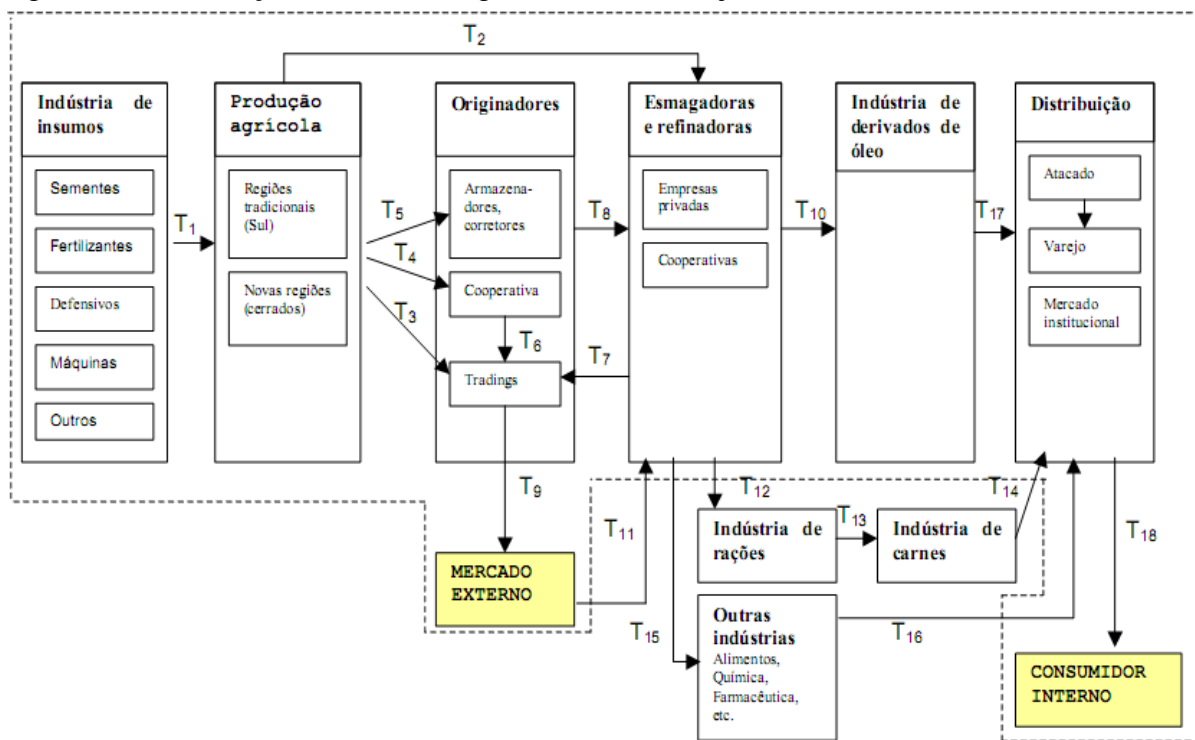 T2
Indústria de
insumos
Sementes
Fertilizantes
Defensivos
Máquinas
Outros
T1
Produção
agrícola
Regiões
tradicionais
(Sul)
Novas regiões
(cerrados)
T5
T4
T3
Originadores
Armazena-
dores,
corretores
Cooperativa
T6
Tradings
T8
T7
Esmagadoras
e refinadoras
Empresas
privadas
Cooperativas
T10
Indústria de
derivados de
óleo
T17
Distribuição
Atacado
Varejo
Mercado
institucional
T9
T11
T12
T13
T14
T18
Indústria de
rações
Indústria de
carnes
MERCADO
EXTERNO
T15
Outras
indústrias
Alimentos,
Química,
Farmacêutica,
etc.
T16
CONSUMIDOR
INTERNO